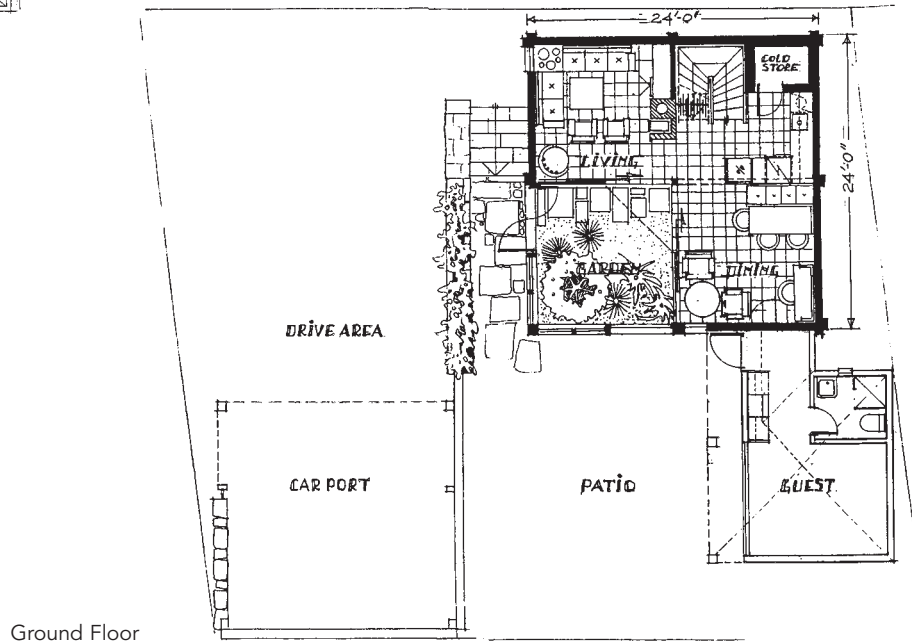 24'-0"
COLD
STORE
LIVING
24'-0"
GARDEN
DINING
DRIVE AREA
CAR PORT
PATIO
GUEST
Ground Floor